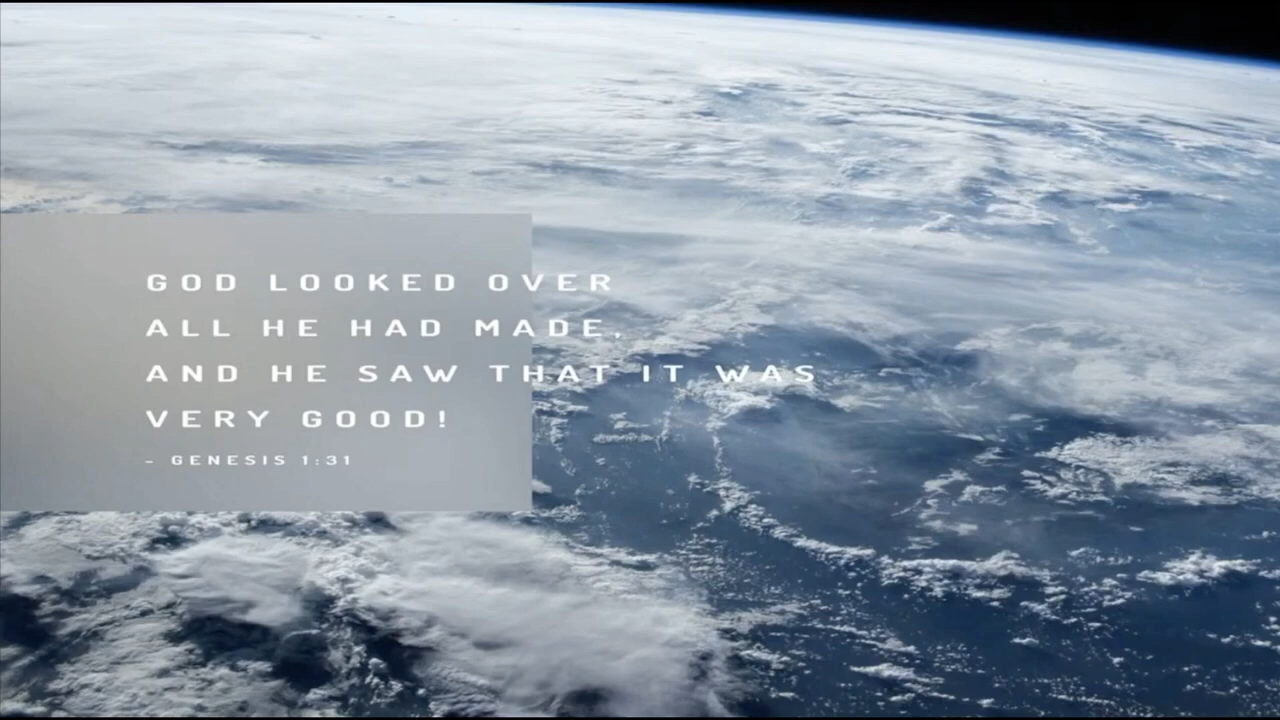 GOD LOOKED OVER
ALL HE HAD MADE,
AND HE SAW THAT IT WAS
VERY GOOD!
- GENESIS 1:31